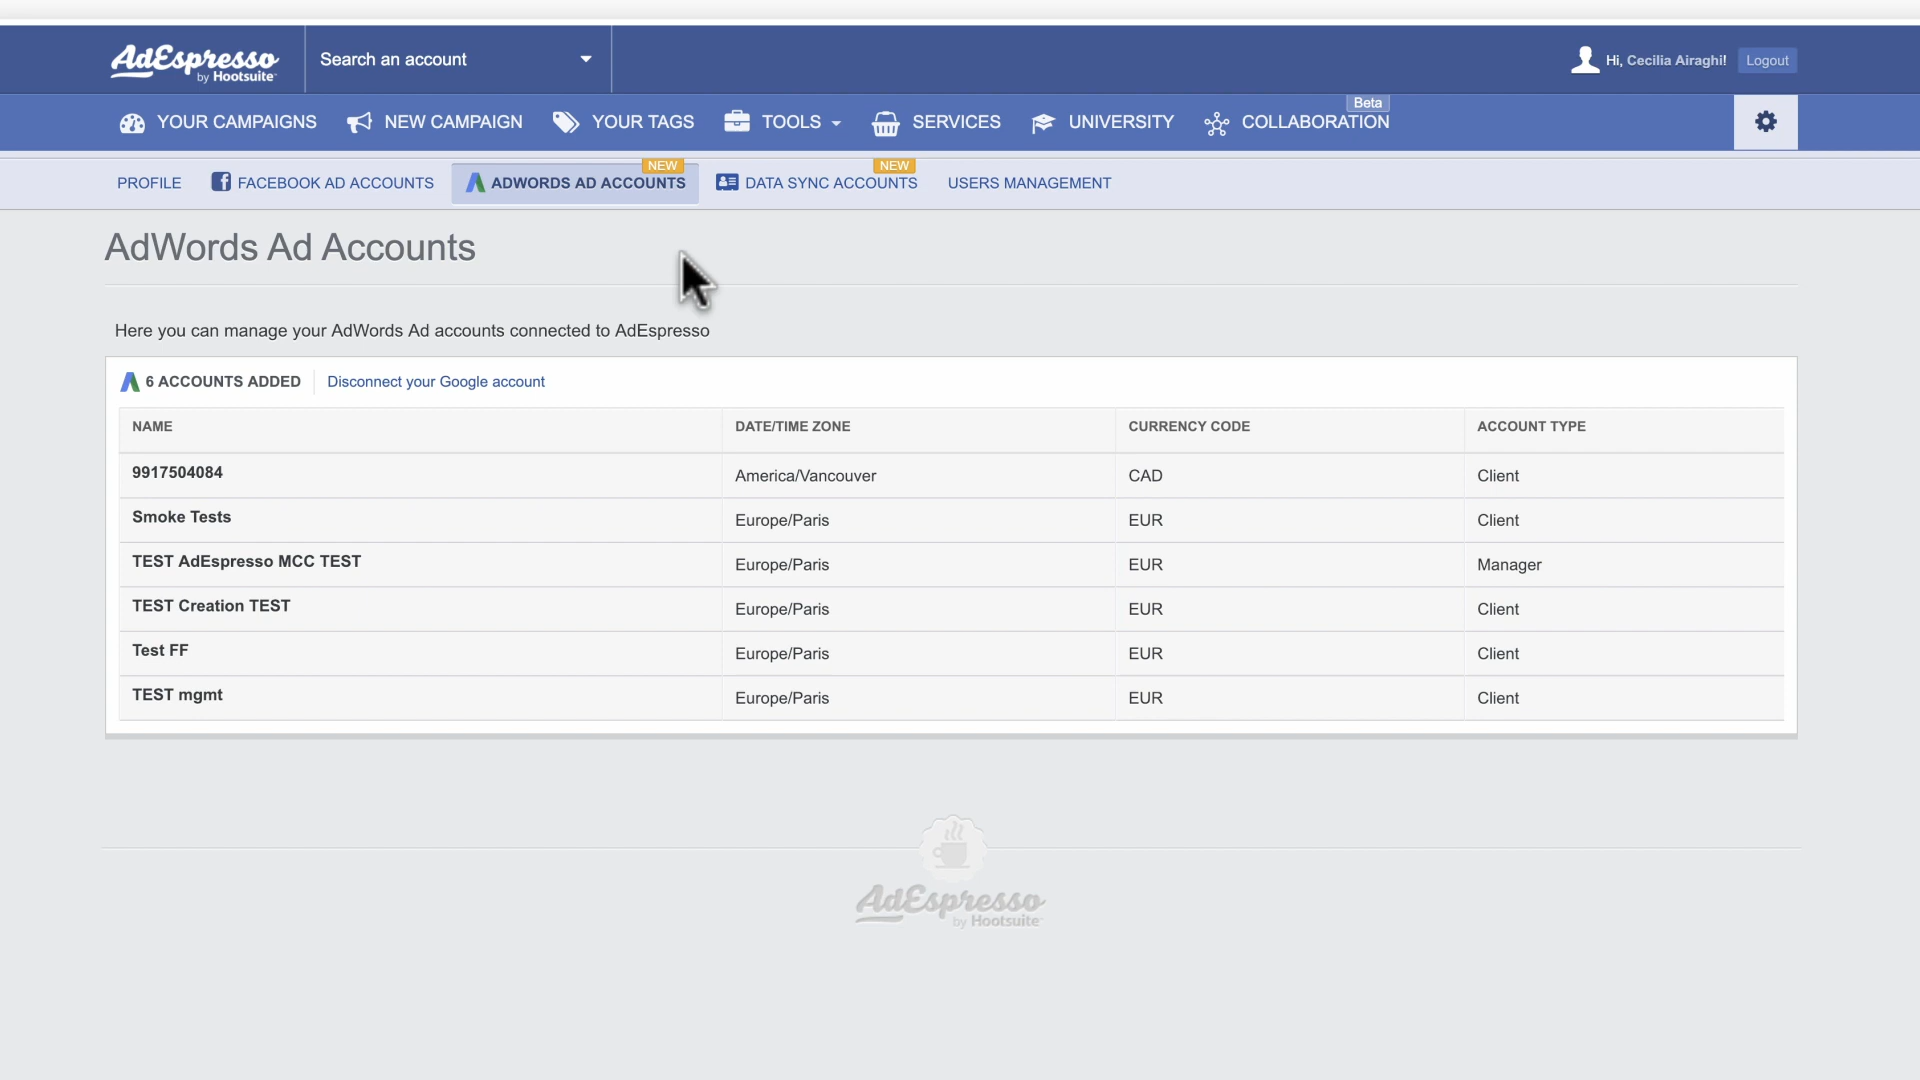 AdEspresso
by Hootsuite
Search an account
Hi, Cecilia Airaghi!
Logout
YOUR CAMPAIGNS
NEW CAMPAIGN
YOUR TAGS
TOOLS
SERVICES
UNIVERSITY
Beta
COLLABORATION
PROFILE
FACEBOOK AD ACCOUNTS
NEW
ADWORDS AD ACCOUNTS
NEW
DATA SYNC ACCOUNTS
USERS MANAGEMENT
AdWords Ad Accounts
Here you can manage your AdWords Ad accounts connected to AdEspresso
6 ACCOUNTS ADDED Disconnect your Google account
NAME DATE/TIME ZONE CURRENCY CODE ACCOUNT TYPE
9917504084 America/Vancouver CAD Client
Smoke Tests Europe/Paris EUR Client
TEST AdEspresso MCC TEST Europe/Paris EUR Manager
TEST Creation TEST Europe/Paris EUR Client
Test FF Europe/Paris EUR Client
TEST mgmt Europe/Paris EUR Client
AdEspresso
by Hootsuite